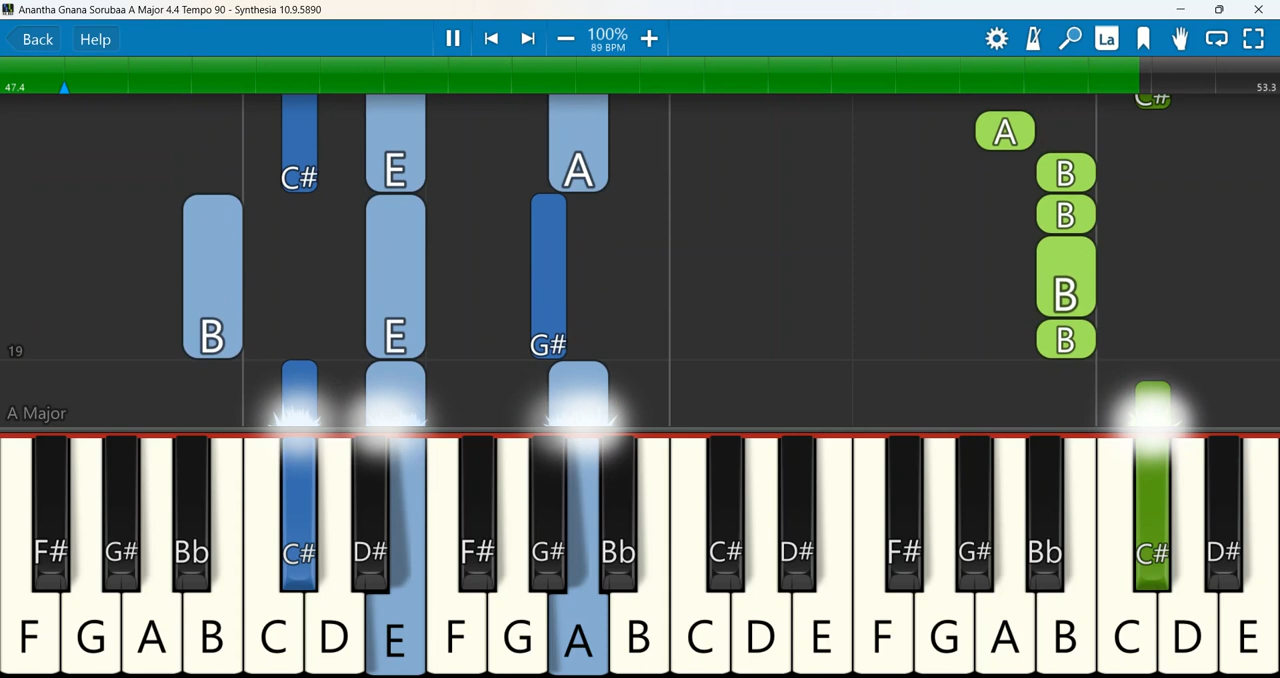 Anantha Gnana Sorubaa A Major 4.4 Tempo 90 - Synthesia 10.9.5890
Back Help 100% La
89 BPM
47.4 53.3
C#
A
C# E A B
B
B
B E G# B
19
A Major
F# G# Bb C# D# F# G# Bb C# D# F# G# Bb C# D#
F G A B C D E F G A B C D E F G A B C D E